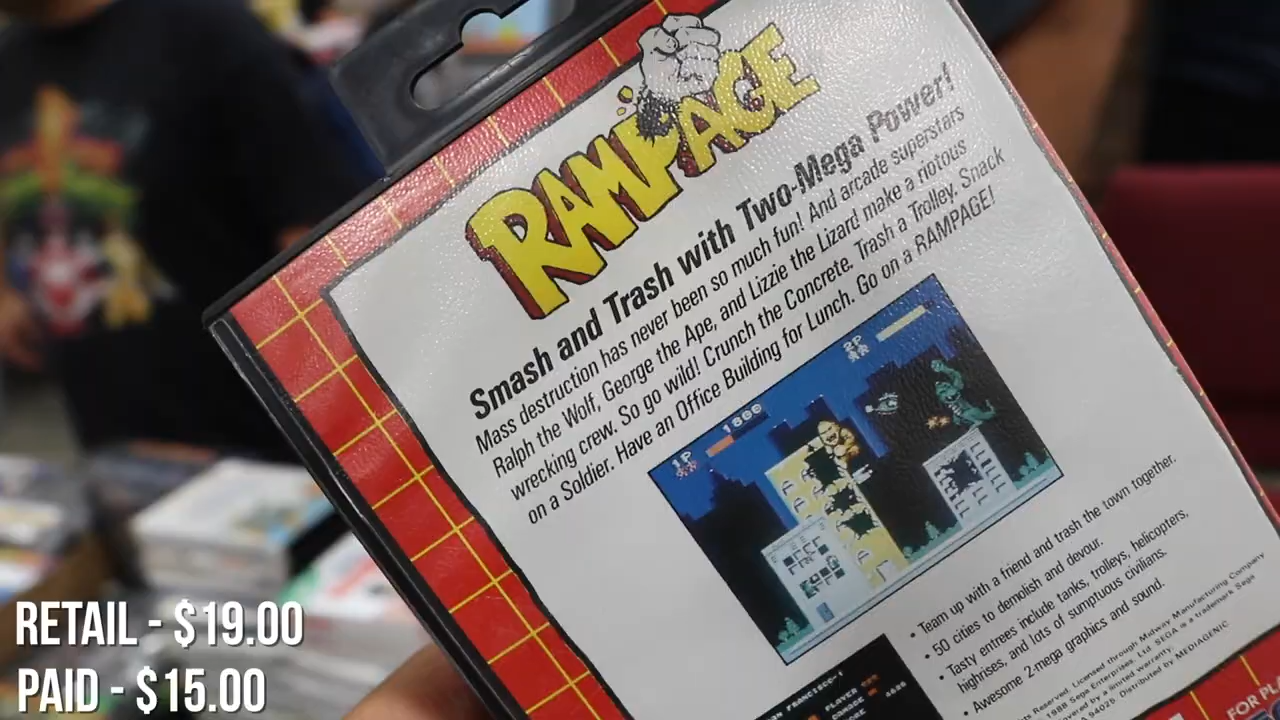 RAMPAGE
Smash and Trash with Two-Mega Power!
Mass destruction has never been so much fun! And arcade superstars
Ralph the Wolf, George the Ape, and Lizzie the Lizard make a riotous
wrecking crew. So go wild! Crunch the Concrete. Trash a Trolley. Snack
on a Soldier. Have an Office Building for Lunch. Go on a RAMPAGE!
1P
1800
2P
• Team up with a friend and trash the town together.
• 50 cities to demolish and devour.
• Tasty entrees include tanks, trolleys, helicopters,
highrises, and lots of sumptuous civilians.
• Awesome 2-mega graphics and sound.
Reserved. Licensed through Midway Manufacturing Company
1988 Sega Enterprises, Ltd. SEGA is a trademark Sega
by a limited warranty.
94025. Distributed by MEDIAGENIC.
FRANCISCO
PLAYER
DAMAGE
FOR
RETAIL - $19.00
PAID - $15.00